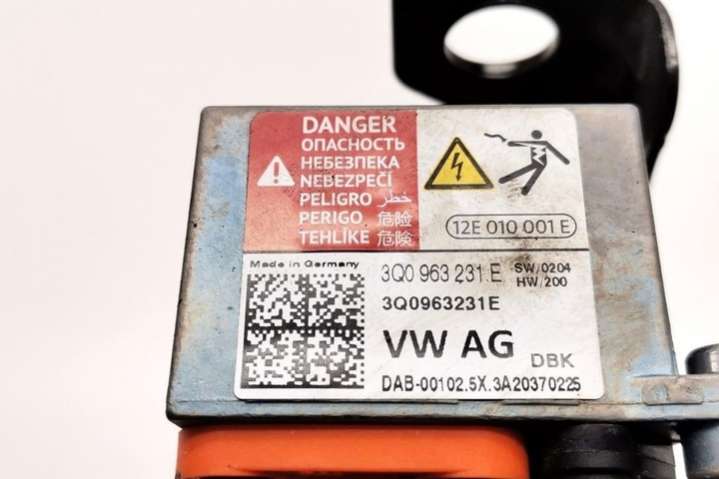 DANGER
ОПАСНОСТЬ
НЕБЕЗПЕКА
NEBEZPEČÍ
PELIGRO خطر
PERIGO 危险
TEHLİKE 危険
12E 010 001 E
Made in Germany
3Q0 963 231 E SW/0204
HW/200
3Q0963231E
VW AG DBK
DAB-00102.5X.3A20370225